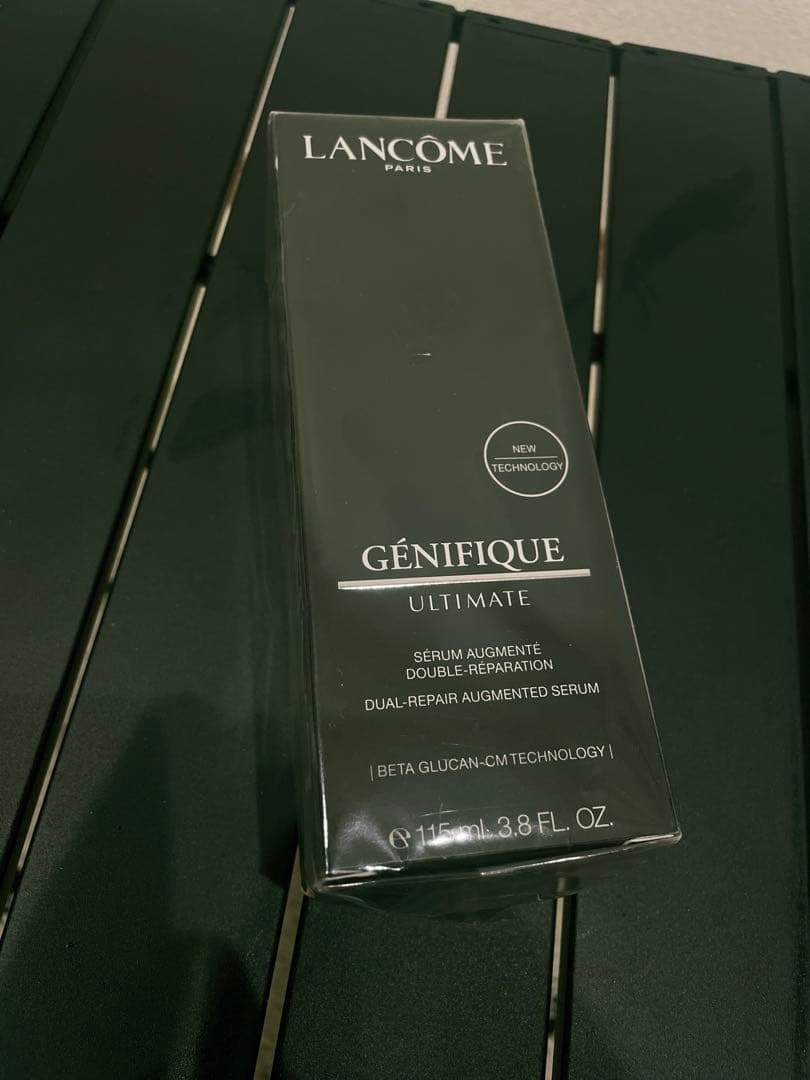 LANCÔME
PARIS
NEW
TECHNOLOGY
GÉNIFIQUE
ULTIMATE
SÉRUM AUGMENTÉ
DOUBLE-RÉPARATION
DUAL-REPAIR AUGMENTED SERUM
| BETA GLUCAN-CM TECHNOLOGY |
℮ 115 ml. 3.8 FL. OZ.